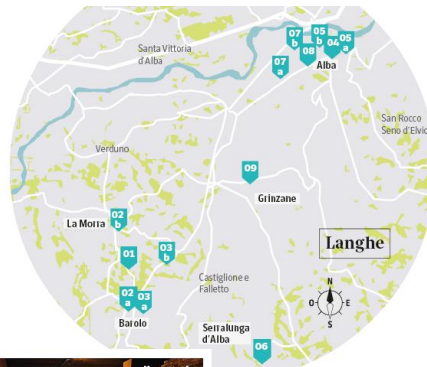 Santa Vittoria
d'Alba
07
b
05
b
08
04
05
a
07
a
Alba
San Rocco
Seno d'Elvio
Verduno
09
Grinzane
La Morra
02
b
01
03
b
Langhe
Castiglione e
Falletto
N
O
E
S
02
a
03
a
Barolo
Serralunga
d'Alba
06